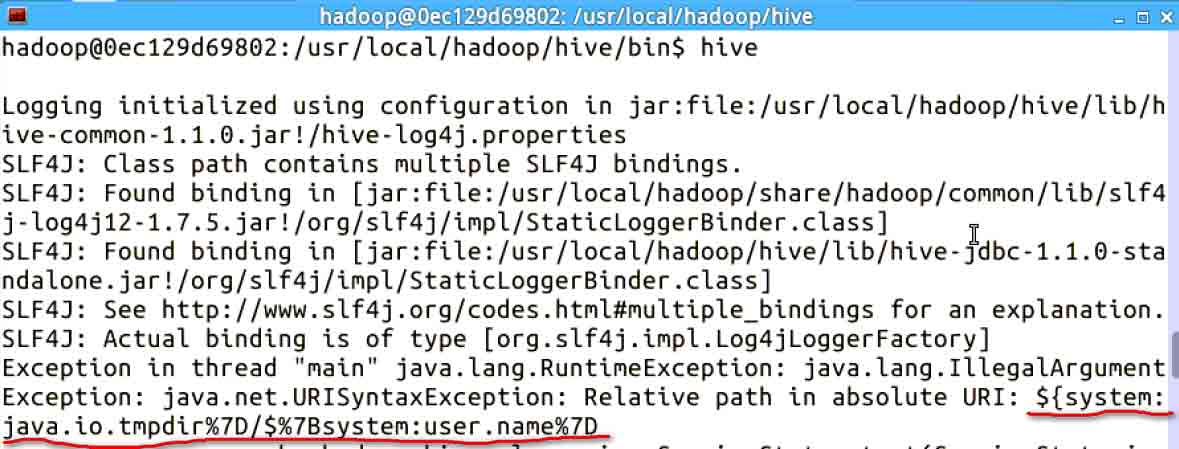 hadoop@0ec129d69802: /usr/local/hadoop/hive
hadoop@0ec129d69802:/usr/local/hadoop/hive/bin$ hive
Logging initialized using configuration in jar:file:/usr/local/hadoop/hive/lib/h
ive-common-1.1.0.jar!/hive-log4j.properties
SLF4J: Class path contains multiple SLF4J bindings.
SLF4J: Found binding in [jar:file:/usr/local/hadoop/share/hadoop/common/lib/slf4
j-log4j12-1.7.5.jar!/org/slf4j/impl/StaticLoggerBinder.class]
SLF4J: Found binding in [jar:file:/usr/local/hadoop/hive/lib/hive-jdbc-1.1.0-sta
ndalone.jar!/org/slf4j/impl/StaticLoggerBinder.class]
SLF4J: See http://www.slf4j.org/codes.html#multiple_bindings for an explanation.
SLF4J: Actual binding is of type [org.slf4j.impl.Log4jLoggerFactory]
Exception in thread "main" java.lang.RuntimeException: java.lang.IllegalArgument
Exception: java.net.URISyntaxException: Relative path in absolute URI: ${system:
java.io.tmpdir%7D/$%7Bsystem:user.name%7D